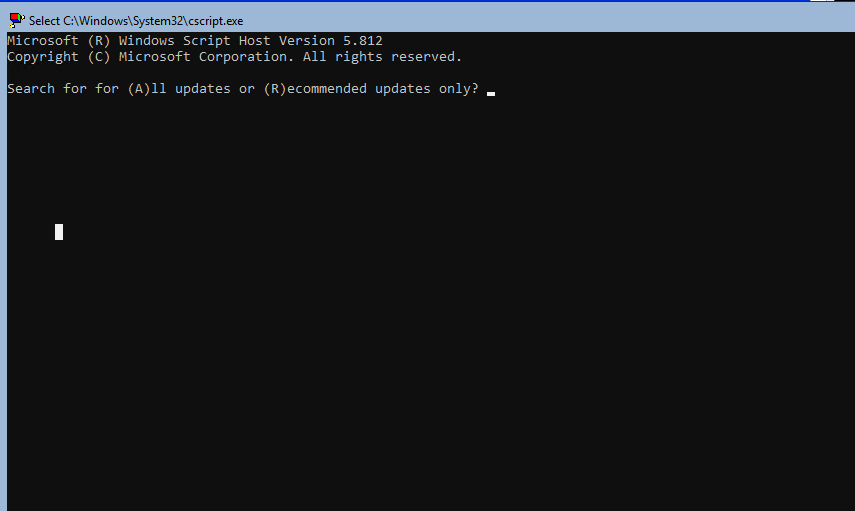 Select C:\Windows\System32\cscript.exe
Microsoft (R) Windows Script Host Version 5.812
Copyright (C) Microsoft Corporation. All rights reserved.
Search for for (A)ll updates or (R)ecommended updates only?